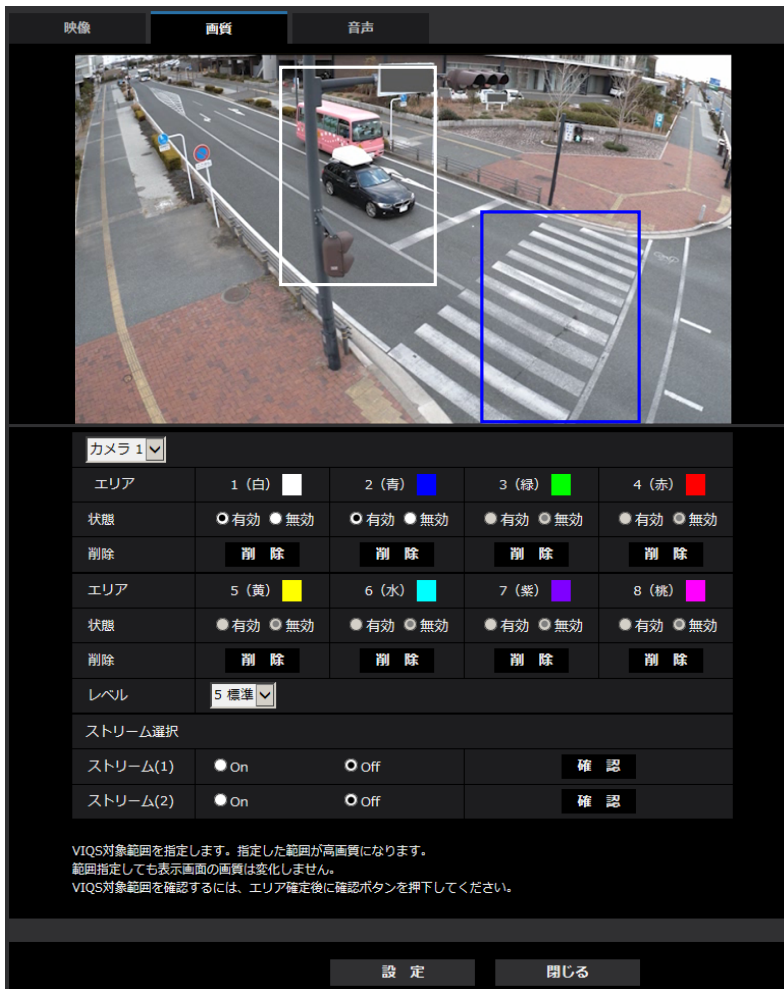 映像 画質 音声
カメラ 1
エリア 1（白） 2（青） 3（緑） 4（赤）
状態 有効 無効 有効 無効 有効 無効 有効 無効
削除 削 除 削 除 削 除 削 除
エリア 5（黄） 6（水） 7（紫） 8（桃）
状態 有効 無効 有効 無効 有効 無効 有効 無効
削除 削 除 削 除 削 除 削 除
レベル 5 標準
ストリーム選択
ストリーム(1) On Off 確 認
ストリーム(2) On Off 確 認
VIQS対象範囲を指定します。指定した範囲が高画質になります。
範囲指定しても表示画面の画質は変化しません。
VIQS対象範囲を確認するには、エリア確定後に確認ボタンを押下してください。
設 定 閉じる